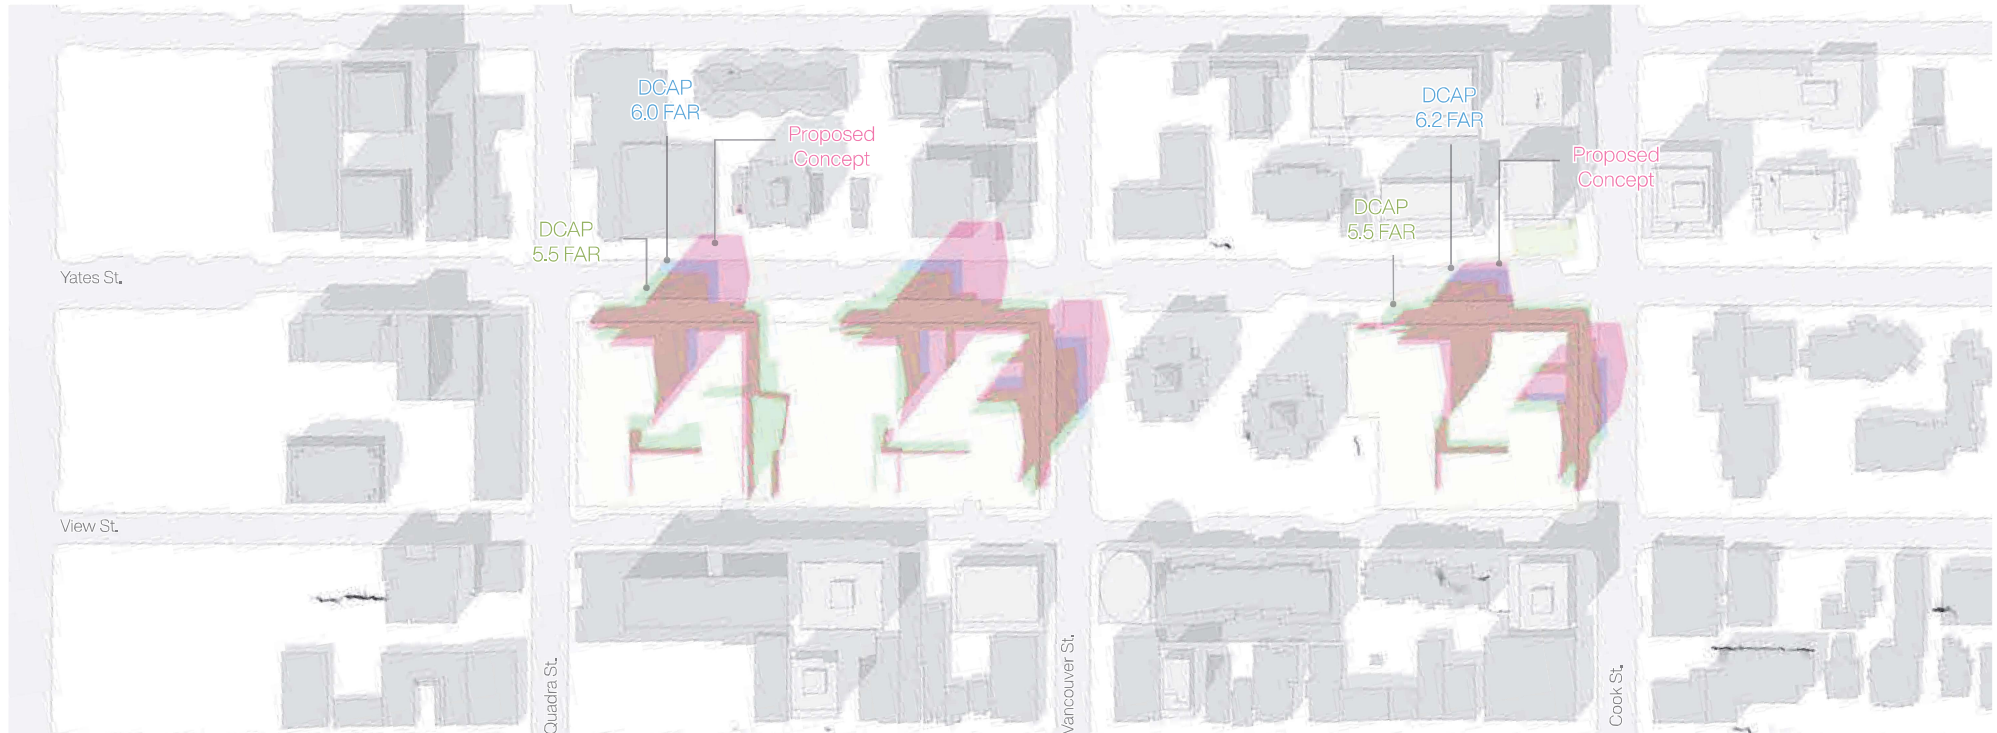 DCAP
6.0 FAR
Proposed
Concept
DCAP
5.5 FAR
DCAP
6.2 FAR
Proposed
Concept
DCAP
5.5 FAR
Yates St.
View St.
Quadra St.
Vancouver St.
Cook St.